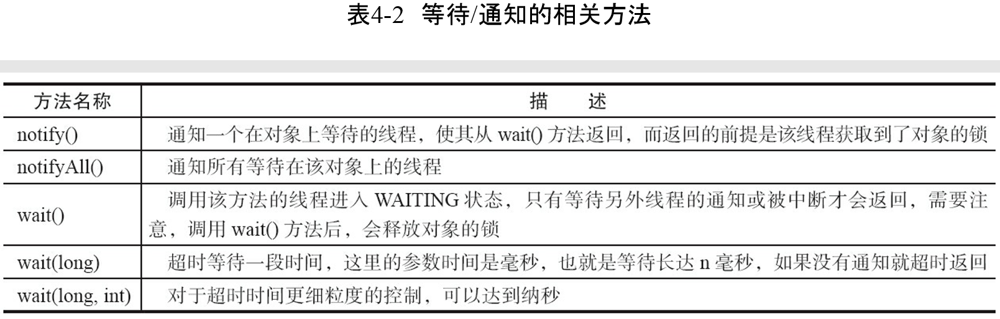 表4-2 等待/通知的相关方法
方法名称 描 述
notify() 通知一个在对象上等待的线程，使其从 wait() 方法返回，而返回的前提是该线程获取到了对象的锁
notifyAll() 通知所有等待在该对象上的线程
wait() 调用该方法的线程进入 WAITING 状态，只有等待另外线程的通知或被中断才会返回，需要注
意，调用 wait() 方法后，会释放对象的锁
wait(long) 超时等待一段时间，这里的参数时间是毫秒，也就是等待长达 n 毫秒，如果没有通知就超时返回
wait(long, int) 对于超时时间更细粒度的控制，可以达到纳秒